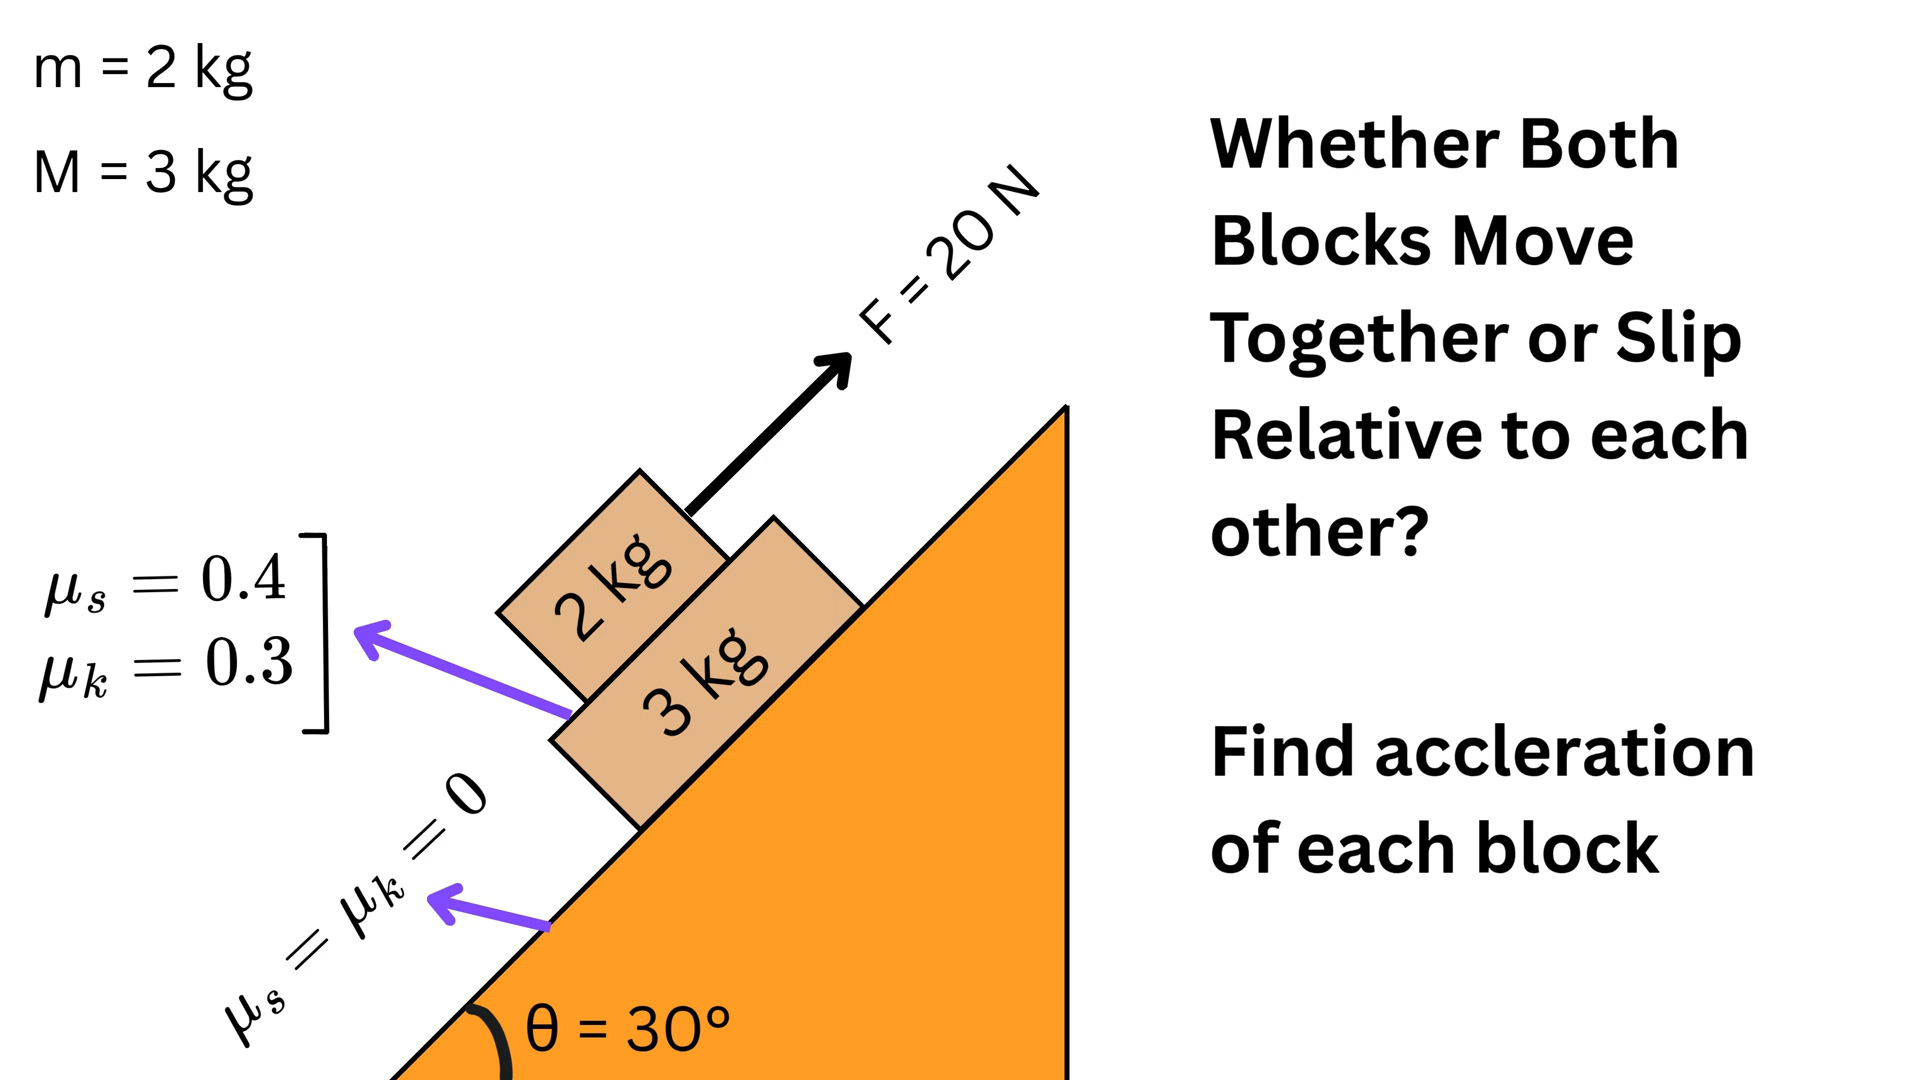 m = 2 kg
M = 3 kg
F = 20 N
2 kg
3 kg
μₛ = 0.4
μₖ = 0.3
μₛ = μₖ = 0
θ = 30°
Whether Both
Blocks Move
Together or Slip
Relative to each
other?
Find accleration
of each block